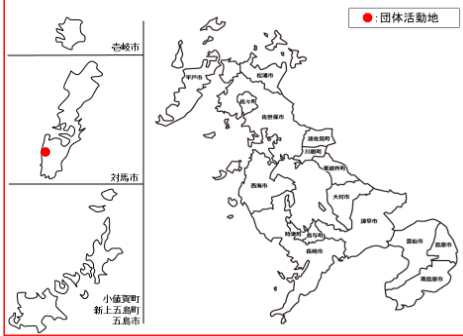 ●:団体活動地
壱岐市
対馬市
小値賀町
新上五島町
五島市
平戸市
松浦市
佐々町
佐世保市
波佐見町
川棚町
東彼杵町
西海市
大村市
諫早市
時津町
長与町
長崎市
雲仙市
島原市
南島原市